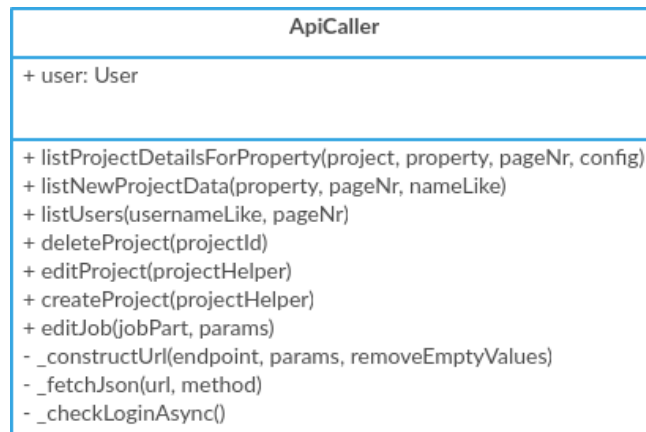 ApiCaller
+ user: User
+ listProjectDetailsForProperty(project, property, pageNr, config)
+ listNewProjectData(property, pageNr, nameLike)
+ listUsers(usernameLike, pageNr)
+ deleteProject(projectId)
+ editProject(projectHelper)
+ createProject(projectHelper)
+ editJob(jobPart, params)
- _constructUrl(endpoint, params, removeEmptyValues)
- _fetchJson(url, method)
- _checkLoginAsync()